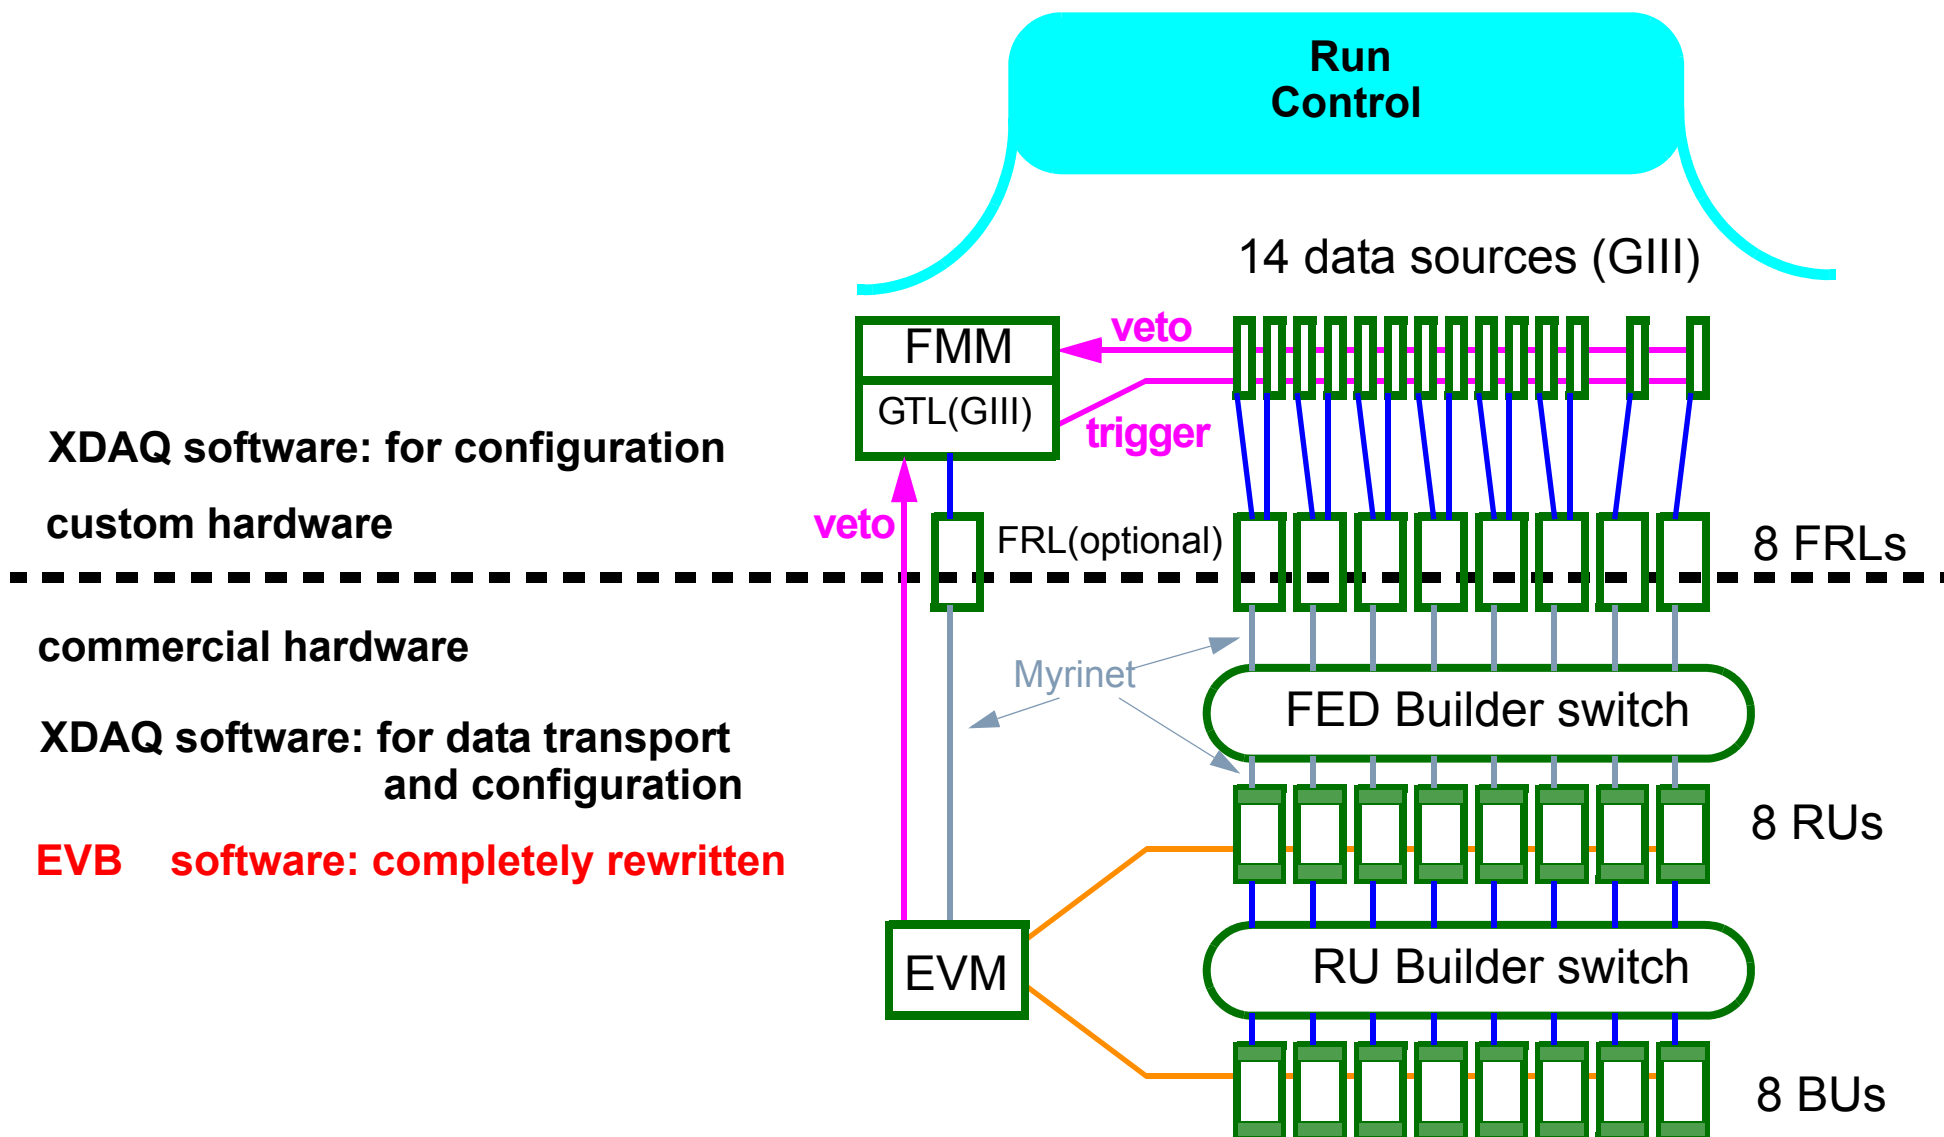 Run
Control
14 data sources (GIII)
veto
FMM
GTL(GIII)
trigger
XDAQ software: for configuration
custom hardware
veto
FRL(optional)
8 FRLs
commercial hardware
Myrinet
FED Builder switch
XDAQ software: for data transport
and configuration
8 RUs
EVB software: completely rewritten
EVM
RU Builder switch
8 BUs